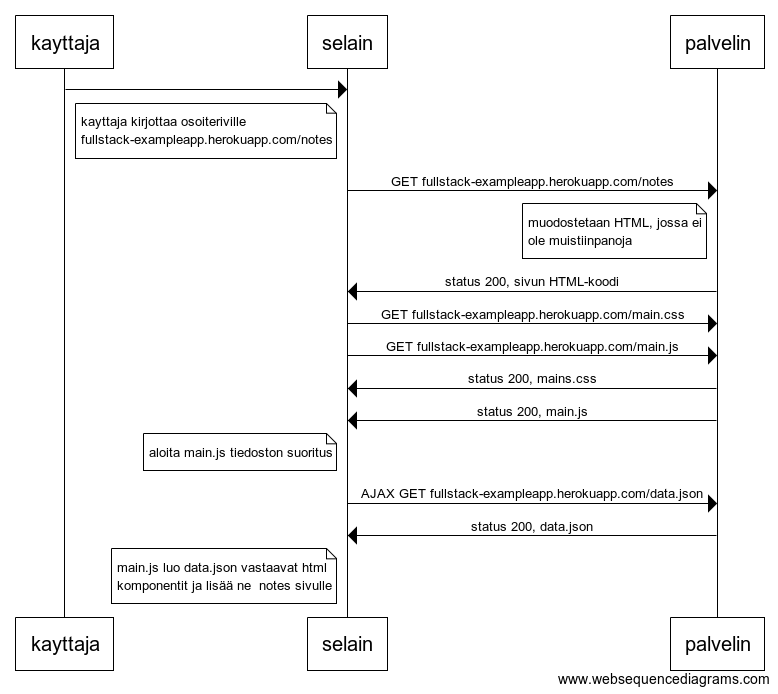 kayttaja
selain
palvelin
kayttaja kirjottaa osoiteriville
fullstack-exampleapp.herokuapp.com/notes
GET fullstack-exampleapp.herokuapp.com/notes
muodostetaan HTML, jossa ei
ole muistiinpanoja
status 200, sivun HTML-koodi
GET fullstack-exampleapp.herokuapp.com/main.css
GET fullstack-exampleapp.herokuapp.com/main.js
status 200, mains.css
status 200, main.js
aloita main.js tiedoston suoritus
AJAX GET fullstack-exampleapp.herokuapp.com/data.json
status 200, data.json
main.js luo data.json vastaavat html
komponentit ja lisää ne  notes sivulle
kayttaja
selain
palvelin
www.websequencediagrams.com